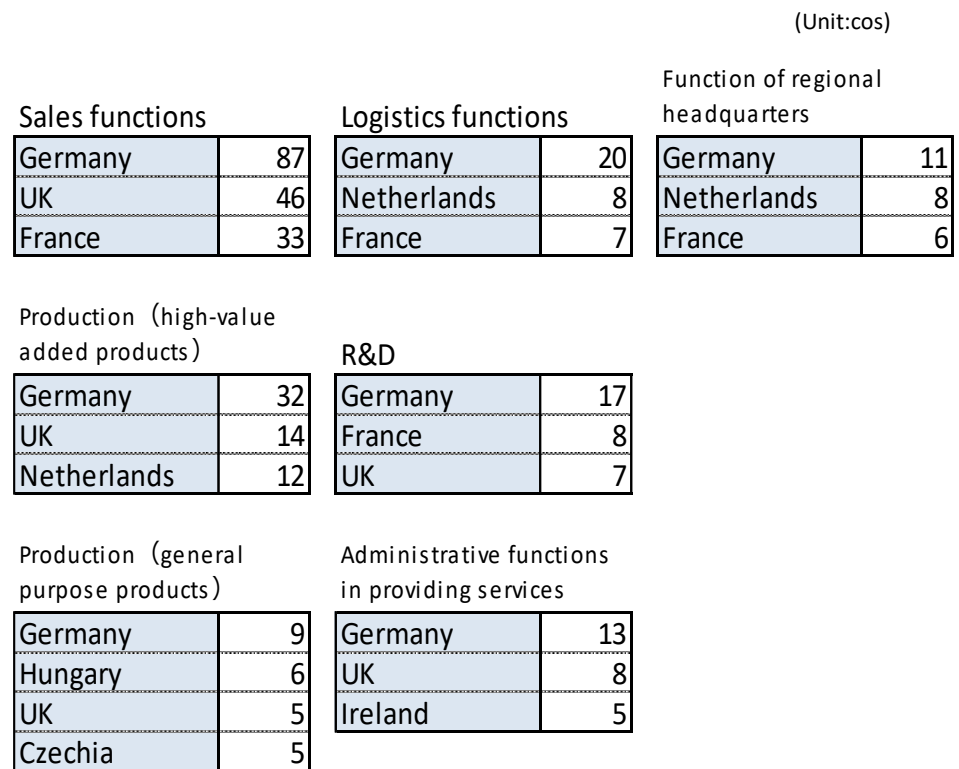 (Unit:cos)
Sales functions
Germany 87
UK 46
France 33
Logistics functions
Germany 20
Netherlands 8
France 7
Function of regional
headquarters
Germany 11
Netherlands 8
France 6
Production（high-value
added products）
Germany 32
UK 14
Netherlands 12
R&D
Germany 17
France 8
UK 7
Production（general
purpose products）
Germany 9
Hungary 6
UK 5
Czechia 5
Administrative functions
in providing services
Germany 13
UK 8
Ireland 5